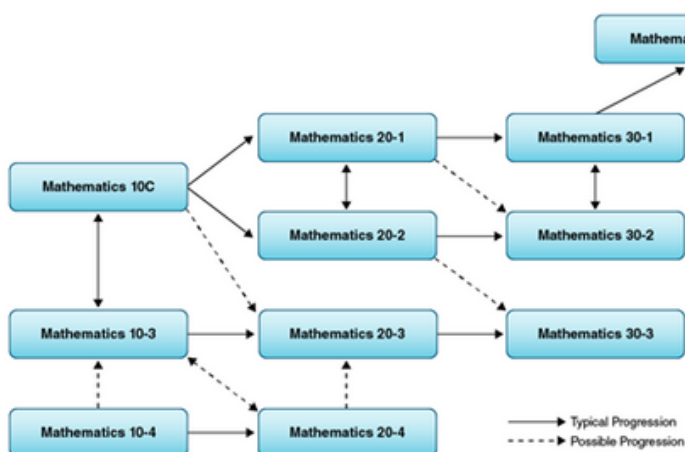 Mathema
Mathematics 20-1
Mathematics 30-1
Mathematics 10C
Mathematics 20-2
Mathematics 30-2
Mathematics 10-3
Mathematics 20-3
Mathematics 30-3
Mathematics 10-4
Mathematics 20-4
Typical Progression
Possible Progression